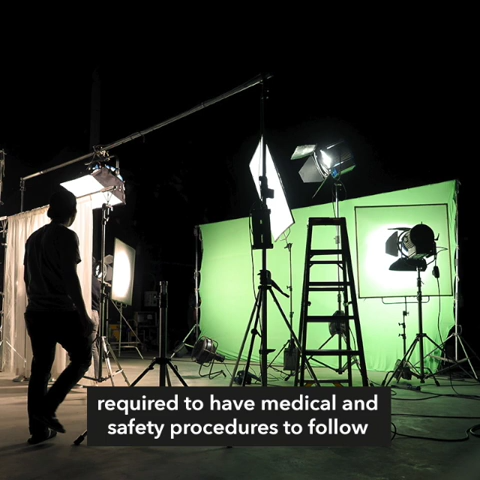 required to have medical and
safety procedures to follow